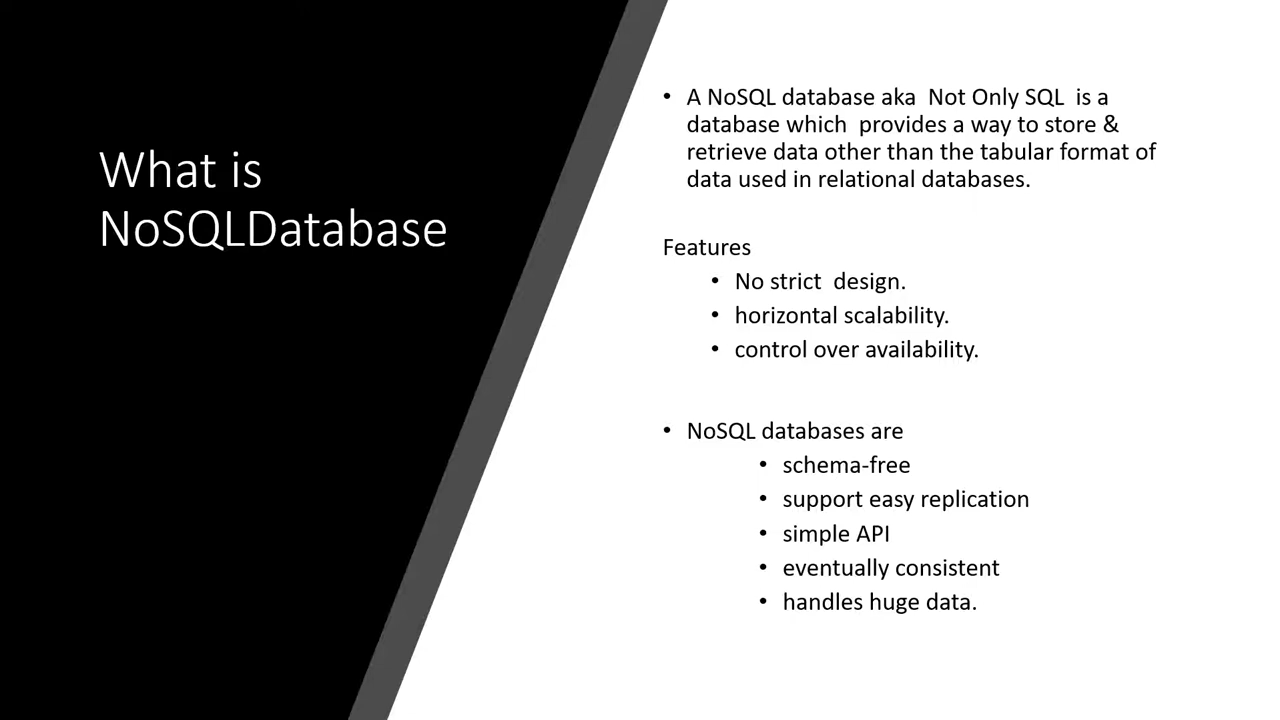 What is
NoSQLDatabase
• A NoSQL database aka  Not Only SQL  is a
database which  provides a way to store &
retrieve data other than the tabular format of
data used in relational databases.
Features
• No strict  design.
• horizontal scalability.
• control over availability.
• NoSQL databases are
• schema-free
• support easy replication
• simple API
• eventually consistent
• handles huge data.